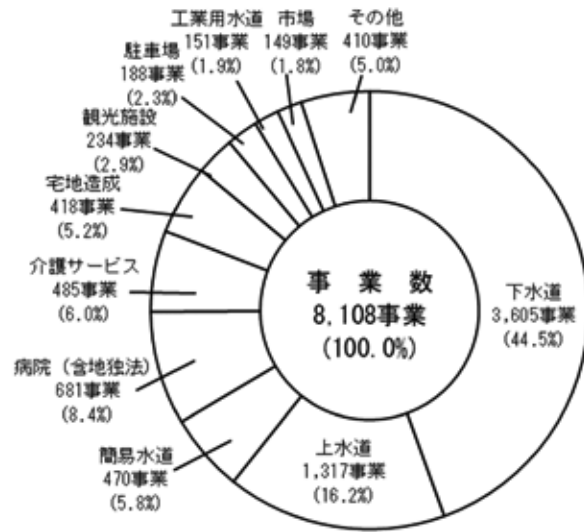 事業数
8,108事業
(100.0%)
下水道
3,605事業
(44.5%)
上水道
1,317事業
(16.2%)
簡易水道
470事業
(5.8%)
病院（含地独法）
681事業
(8.4%)
介護サービス
485事業
(6.0%)
宅地造成
418事業
(5.2%)
観光施設
234事業
(2.9%)
駐車場
188事業
(2.3%)
工業用水道
151事業
(1.9%)
市場
149事業
(1.8%)
その他
410事業
(5.0%)